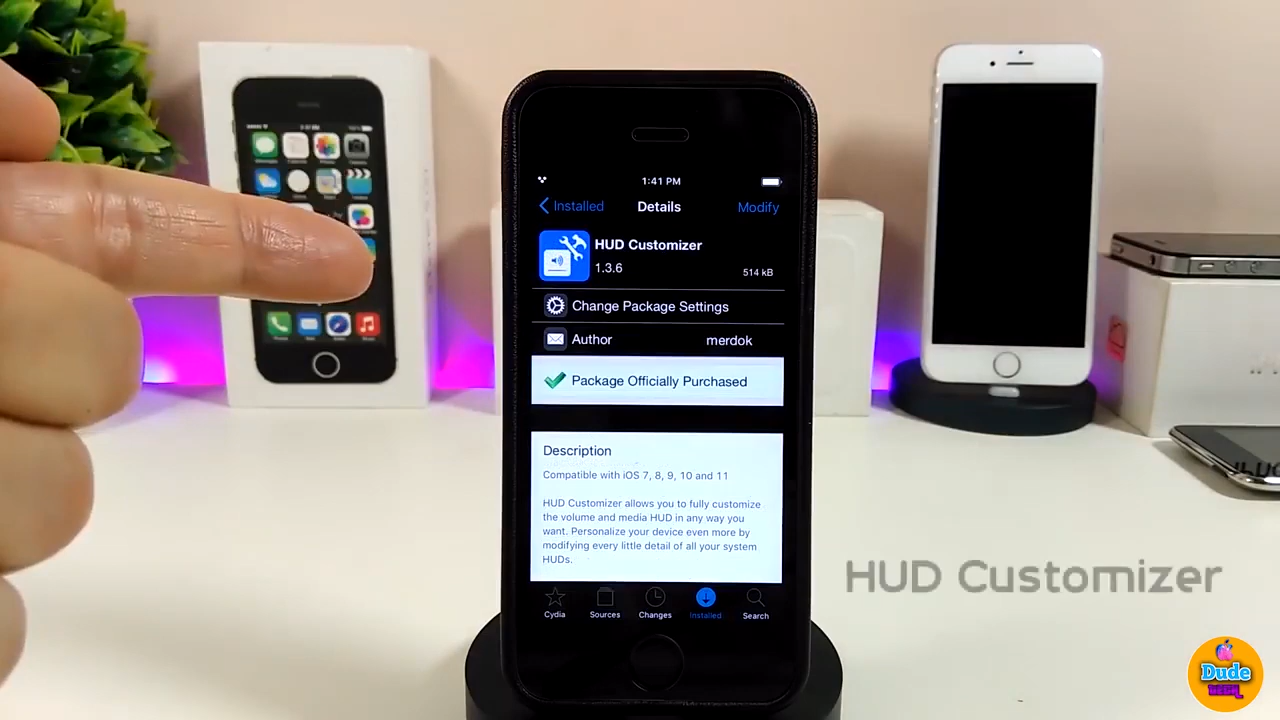 1:41 PM
Installed
Details
Modify
HUD Customizer
1.3.6
514 kB
Change Package Settings
Author
merdok
Package Officially Purchased
Description
Compatible with iOS 7, 8, 9, 10 and 11
HUD Customizer allows you to fully customize
the volume and media HUD in any way you
want. Personalize your device even more by
modifying every little detail of all your system
HUDs.
Cydia
Sources
Changes
Installed
Search
HUD Customizer
Dude